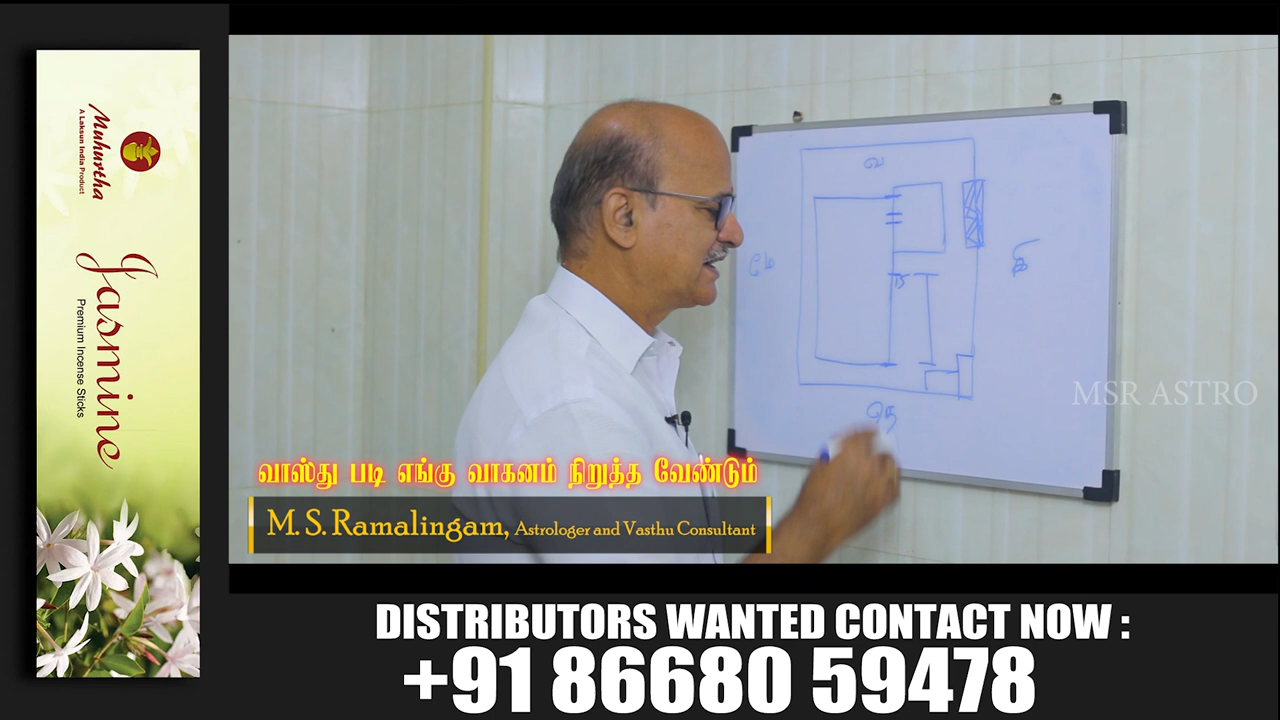 Muhurtha
A Laksun India Product
Jasmine
Premium Incense Sticks
வ
மே
கி
தெ
MSR ASTRO
வாஸ்து படி எங்கு வாகனம் நிறுத்த வேண்டும்
M. S. Ramalingam, Astrologer and Vasthu Consultant
DISTRIBUTORS WANTED CONTACT NOW :
+91 86680 59478